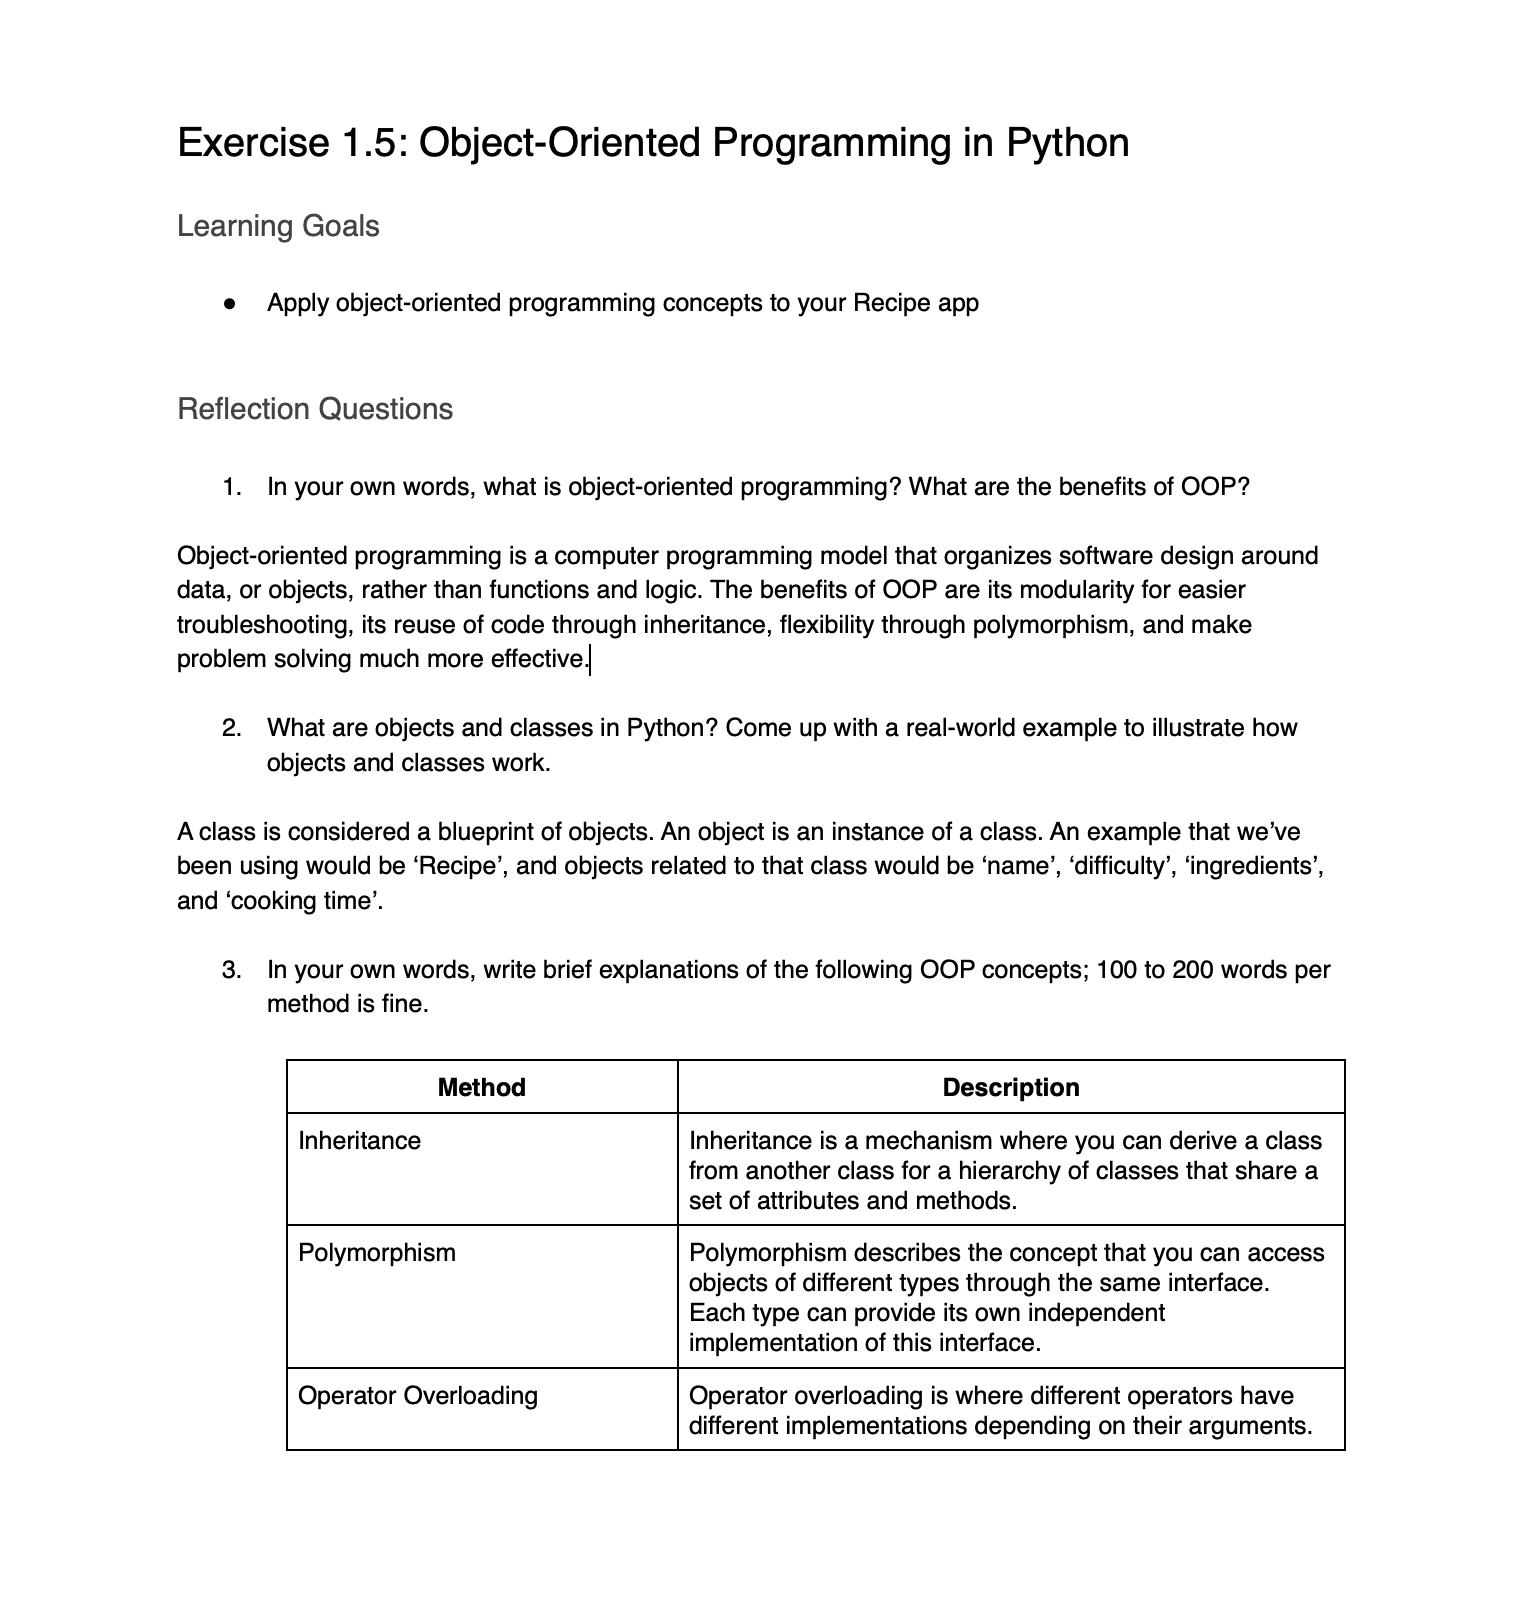 Exercise 1.5: Object-Oriented Programming in Python
Learning Goals
● Apply object-oriented programming concepts to your Recipe app
Reflection Questions
1. In your own words, what is object-oriented programming? What are the benefits of OOP?
Object-oriented programming is a computer programming model that organizes software design around
data, or objects, rather than functions and logic. The benefits of OOP are its modularity for easier
troubleshooting, its reuse of code through inheritance, flexibility through polymorphism, and make
problem solving much more effective.
2. What are objects and classes in Python? Come up with a real-world example to illustrate how
objects and classes work.
A class is considered a blueprint of objects. An object is an instance of a class. An example that we’ve
been using would be ‘Recipe’, and objects related to that class would be ‘name’, ‘difficulty’, ‘ingredients’,
and ‘cooking time’.
3. In your own words, write brief explanations of the following OOP concepts; 100 to 200 words per
method is fine.
Method Description
Inheritance Inheritance is a mechanism where you can derive a class
from another class for a hierarchy of classes that share a
set of attributes and methods.
Polymorphism Polymorphism describes the concept that you can access
objects of different types through the same interface.
Each type can provide its own independent
implementation of this interface.
Operator Overloading Operator overloading is where different operators have
different implementations depending on their arguments.